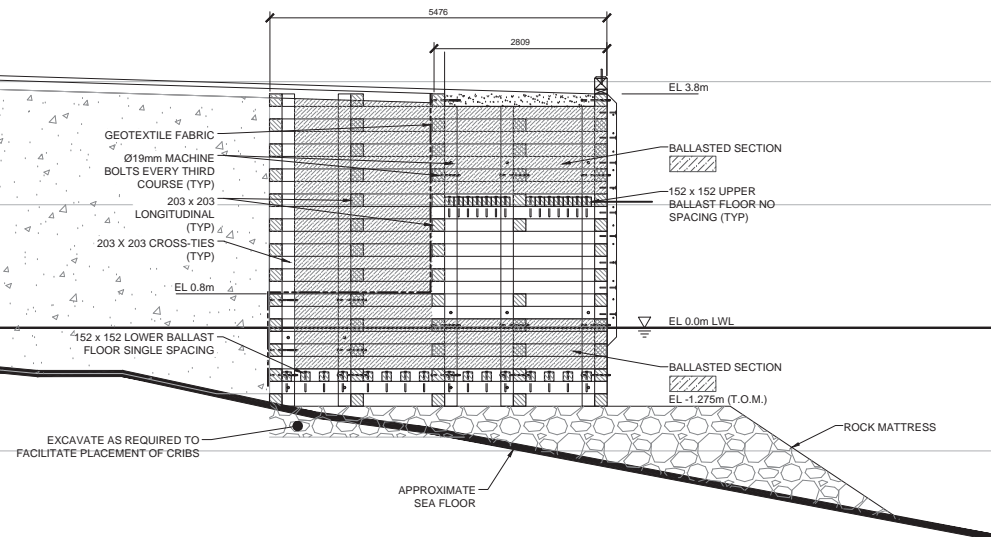 5476
2809
EL 3.8m
GEOTEXTILE FABRIC
Ø19mm MACHINE
BOLTS EVERY THIRD
COURSE (TYP)
203 x 203
LONGITUDINAL
(TYP)
203 X 203 CROSS-TIES
(TYP)
EL 0.8m
152 x 152 LOWER BALLAST
FLOOR SINGLE SPACING
EXCAVATE AS REQUIRED TO
FACILITATE PLACEMENT OF CRIBS
APPROXIMATE
SEA FLOOR
BALLASTED SECTION
152 x 152 UPPER
BALLAST FLOOR NO
SPACING (TYP)
EL 0.0m LWL
BALLASTED SECTION
EL -1.275m (T.O.M.)
ROCK MATTRESS